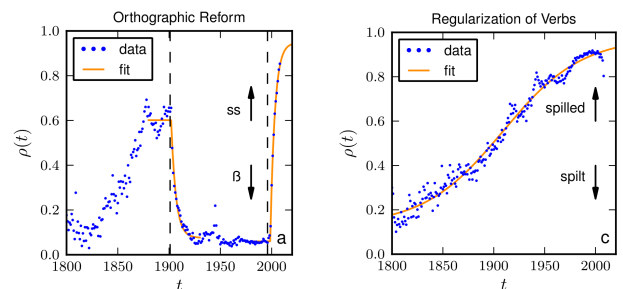 Orthographic Reform
1.0
0.8
0.6
0.4
0.2
0.0
ρ(t)
data
fit
ss
ß
a
1800
1850
1900
1950
2000
t
Regularization of Verbs
1.0
0.8
0.6
0.4
0.2
0.0
ρ(t)
data
fit
spilled
spilt
c
1800
1850
1900
1950
2000
t